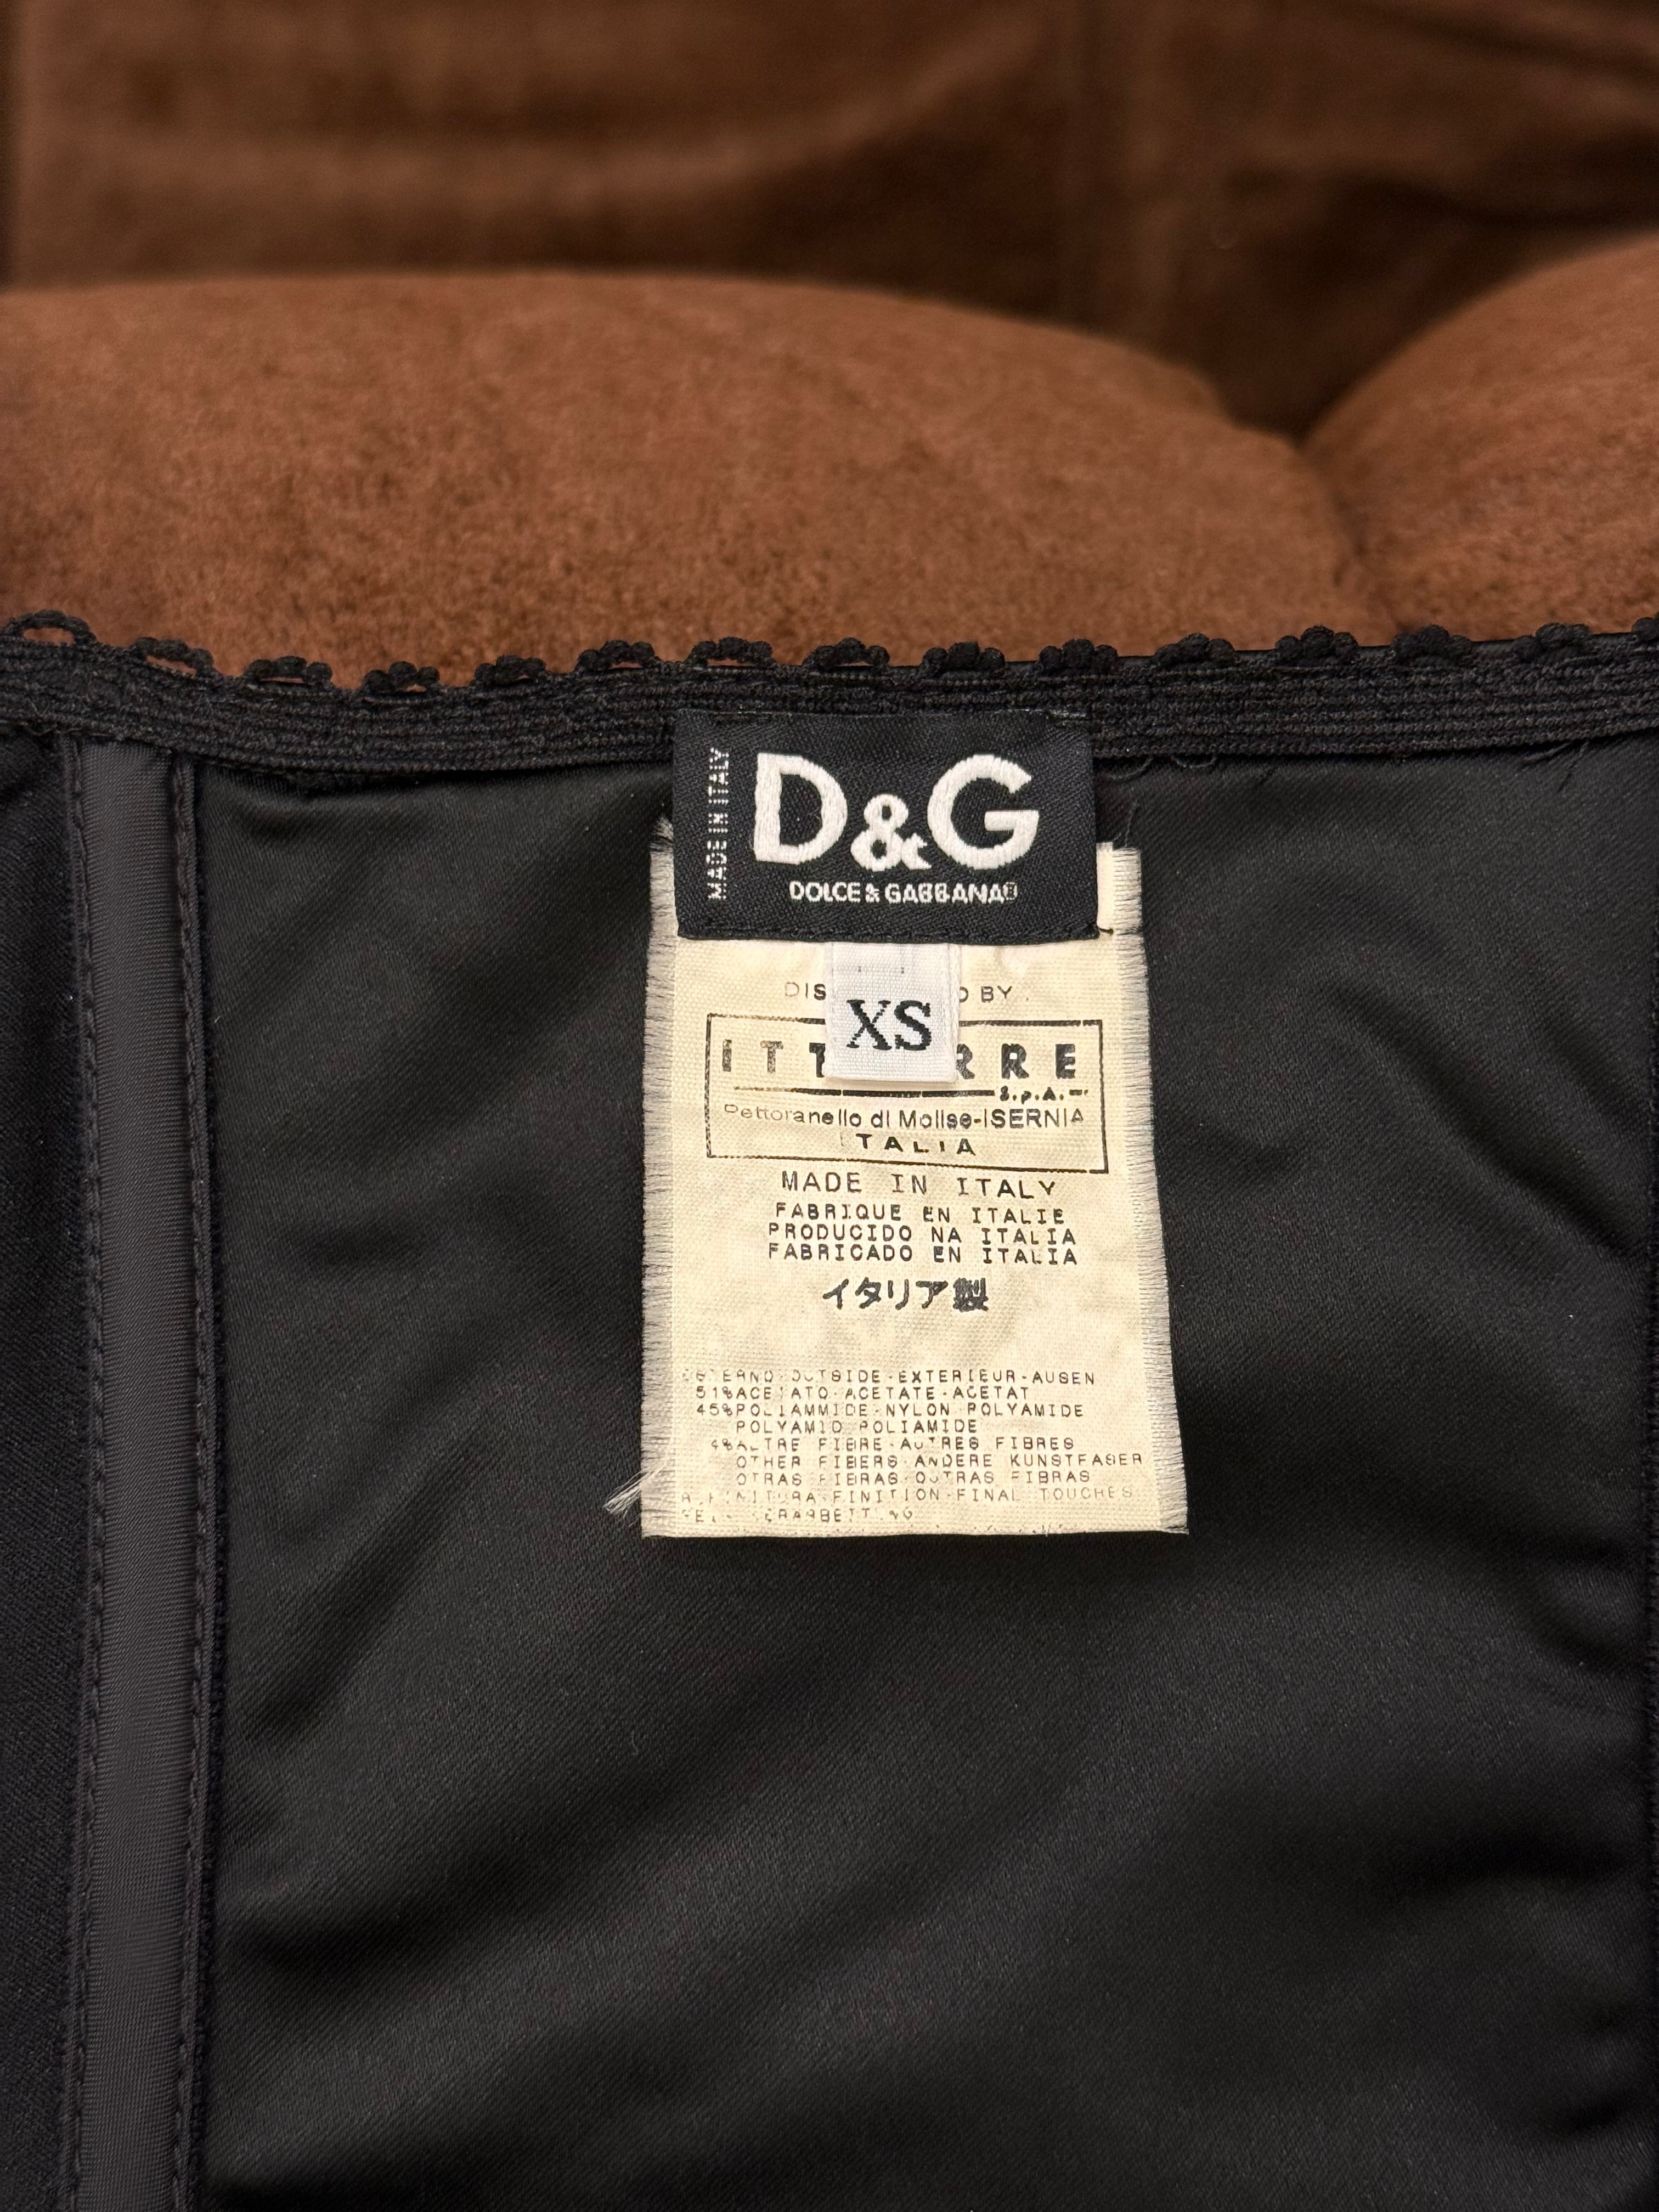 MADE IN ITALY
D&G
DOLCE & GABBANA
XS
BY
S.p.A.
Pettoranello di Molise-ISERNIA
ITALIA
MADE IN ITALY
FABRIQUE EN ITALIE
PRODUCIDO NA ITALIA
FABRICADO EN ITALIA
イタリア製
OUTSIDE-EXTERIEUR-AUSEN
51%ACETATO-ACETATE-ACETAT
45%POLIAMMIDE-NYLON POLYAMIDE
POLYAMID POLIAMIDE
4%ALTRE FIBRE-AUTRES FIBRES
OTHER FIBERS-ANDERE KUNSTFASER
OTRAS FIBRAS-OUTRAS FIBRAS
FINITION-FINAL TOUCHES